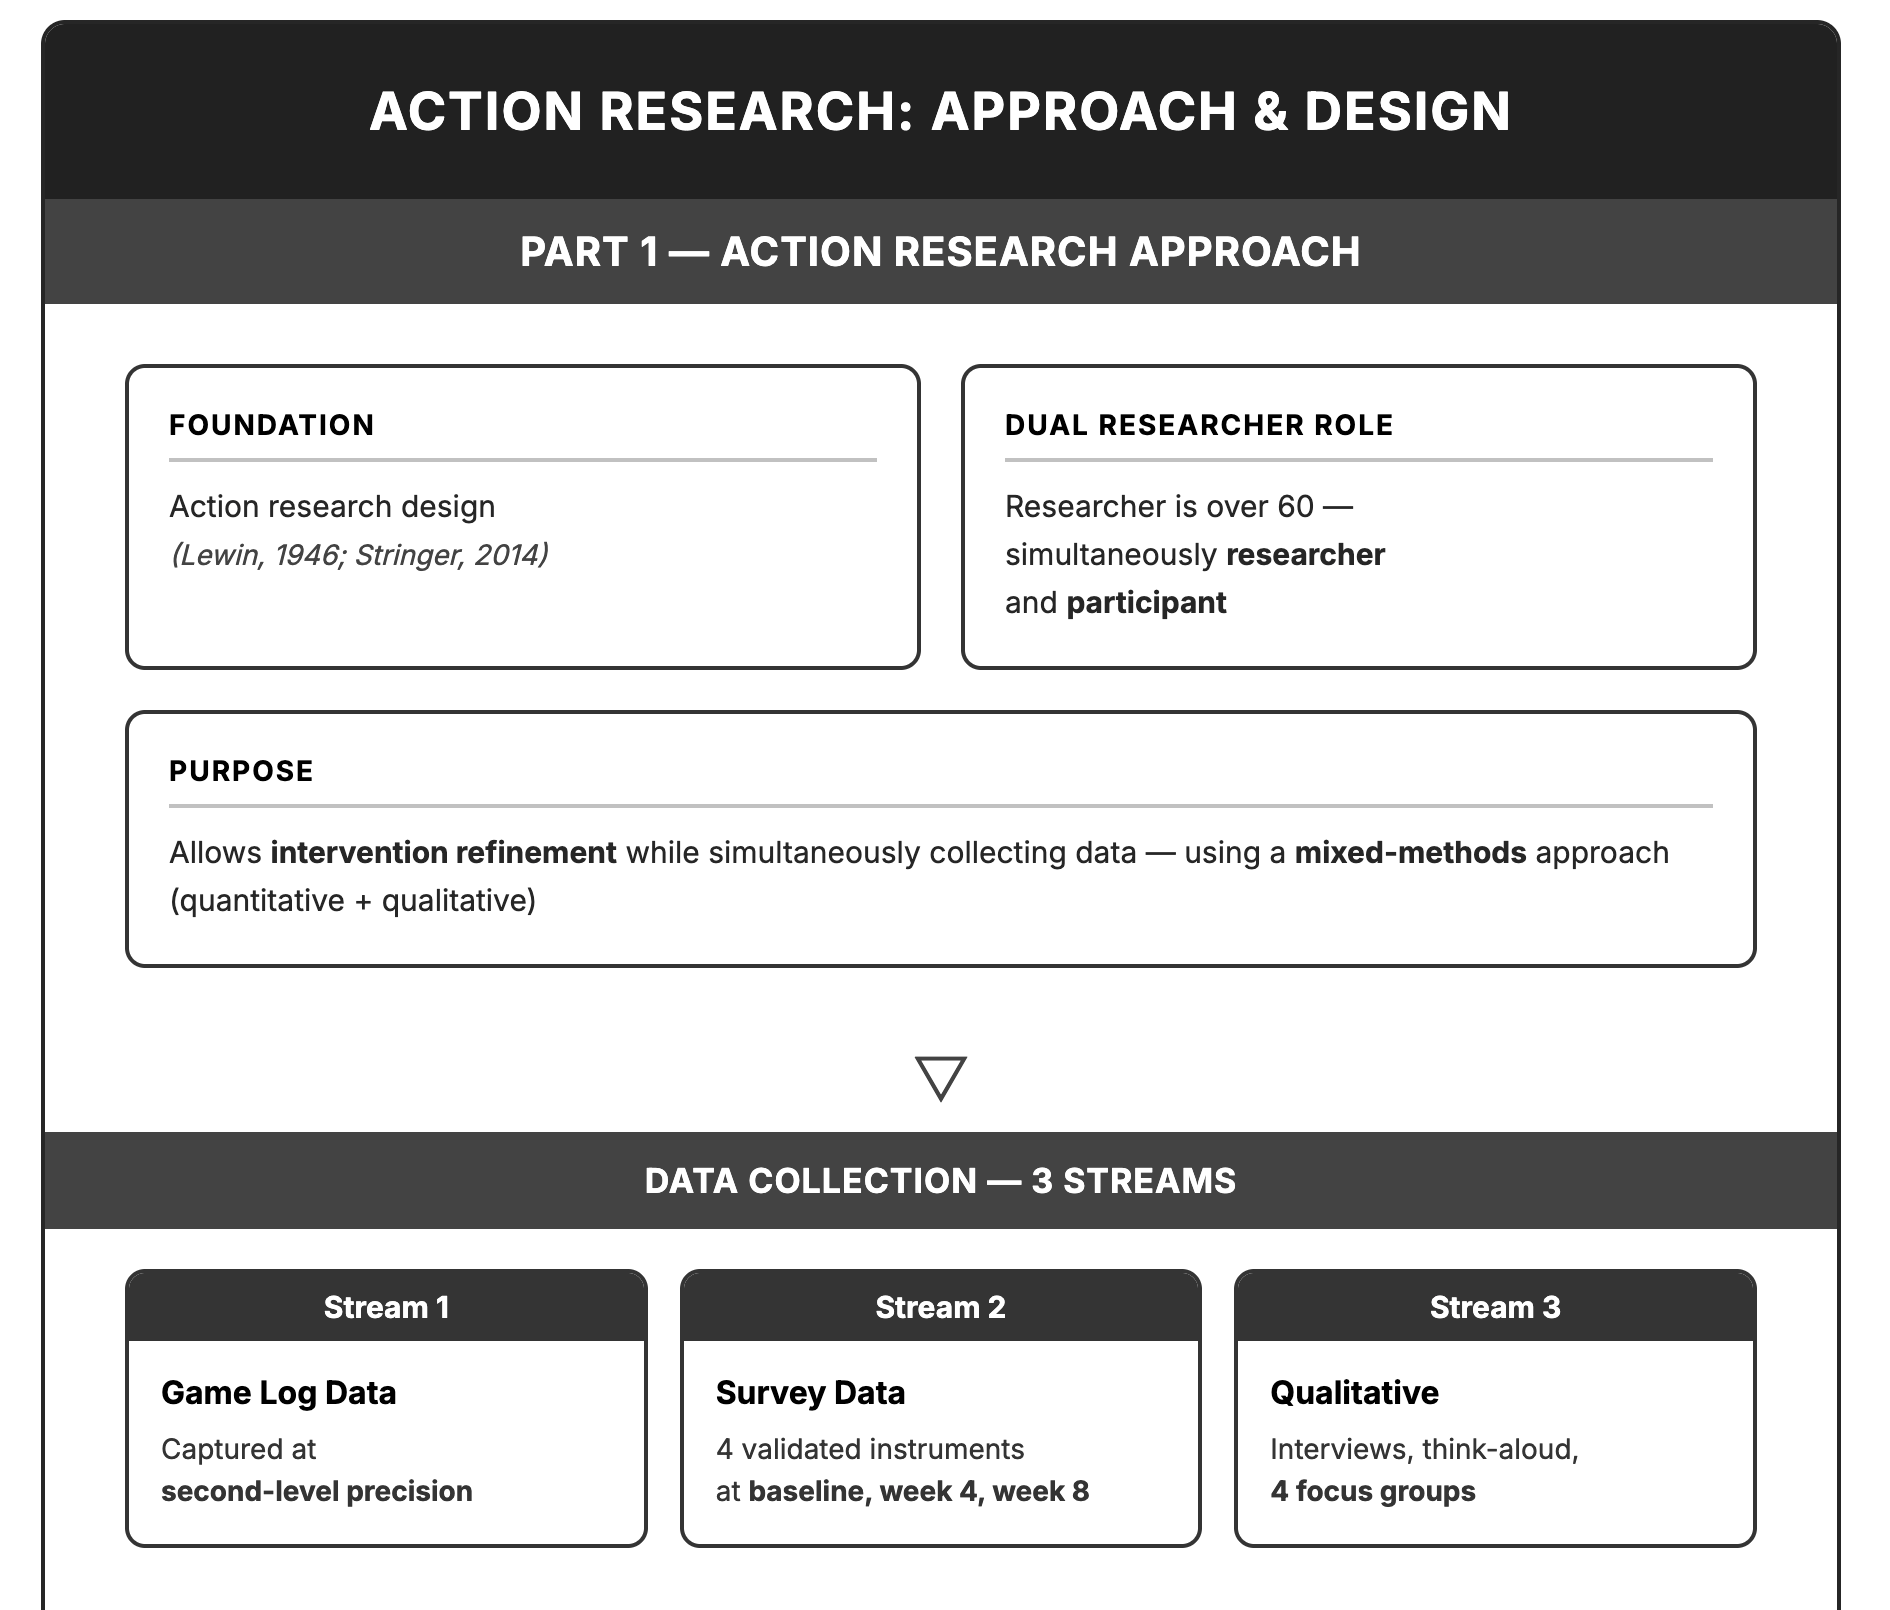 ACTION RESEARCH: APPROACH & DESIGN
PART 1 — ACTION RESEARCH APPROACH
FOUNDATION
Action research design
(Lewin, 1946; Stringer, 2014)
DUAL RESEARCHER ROLE
Researcher is over 60 —
simultaneously researcher
and participant
PURPOSE
Allows intervention refinement while simultaneously collecting data — using a mixed-methods approach
(quantitative + qualitative)
DATA COLLECTION — 3 STREAMS
Stream 1
Game Log Data
Captured at
second-level precision
Stream 2
Survey Data
4 validated instruments
at baseline, week 4, week 8
Stream 3
Qualitative
Interviews, think-aloud,
4 focus groups